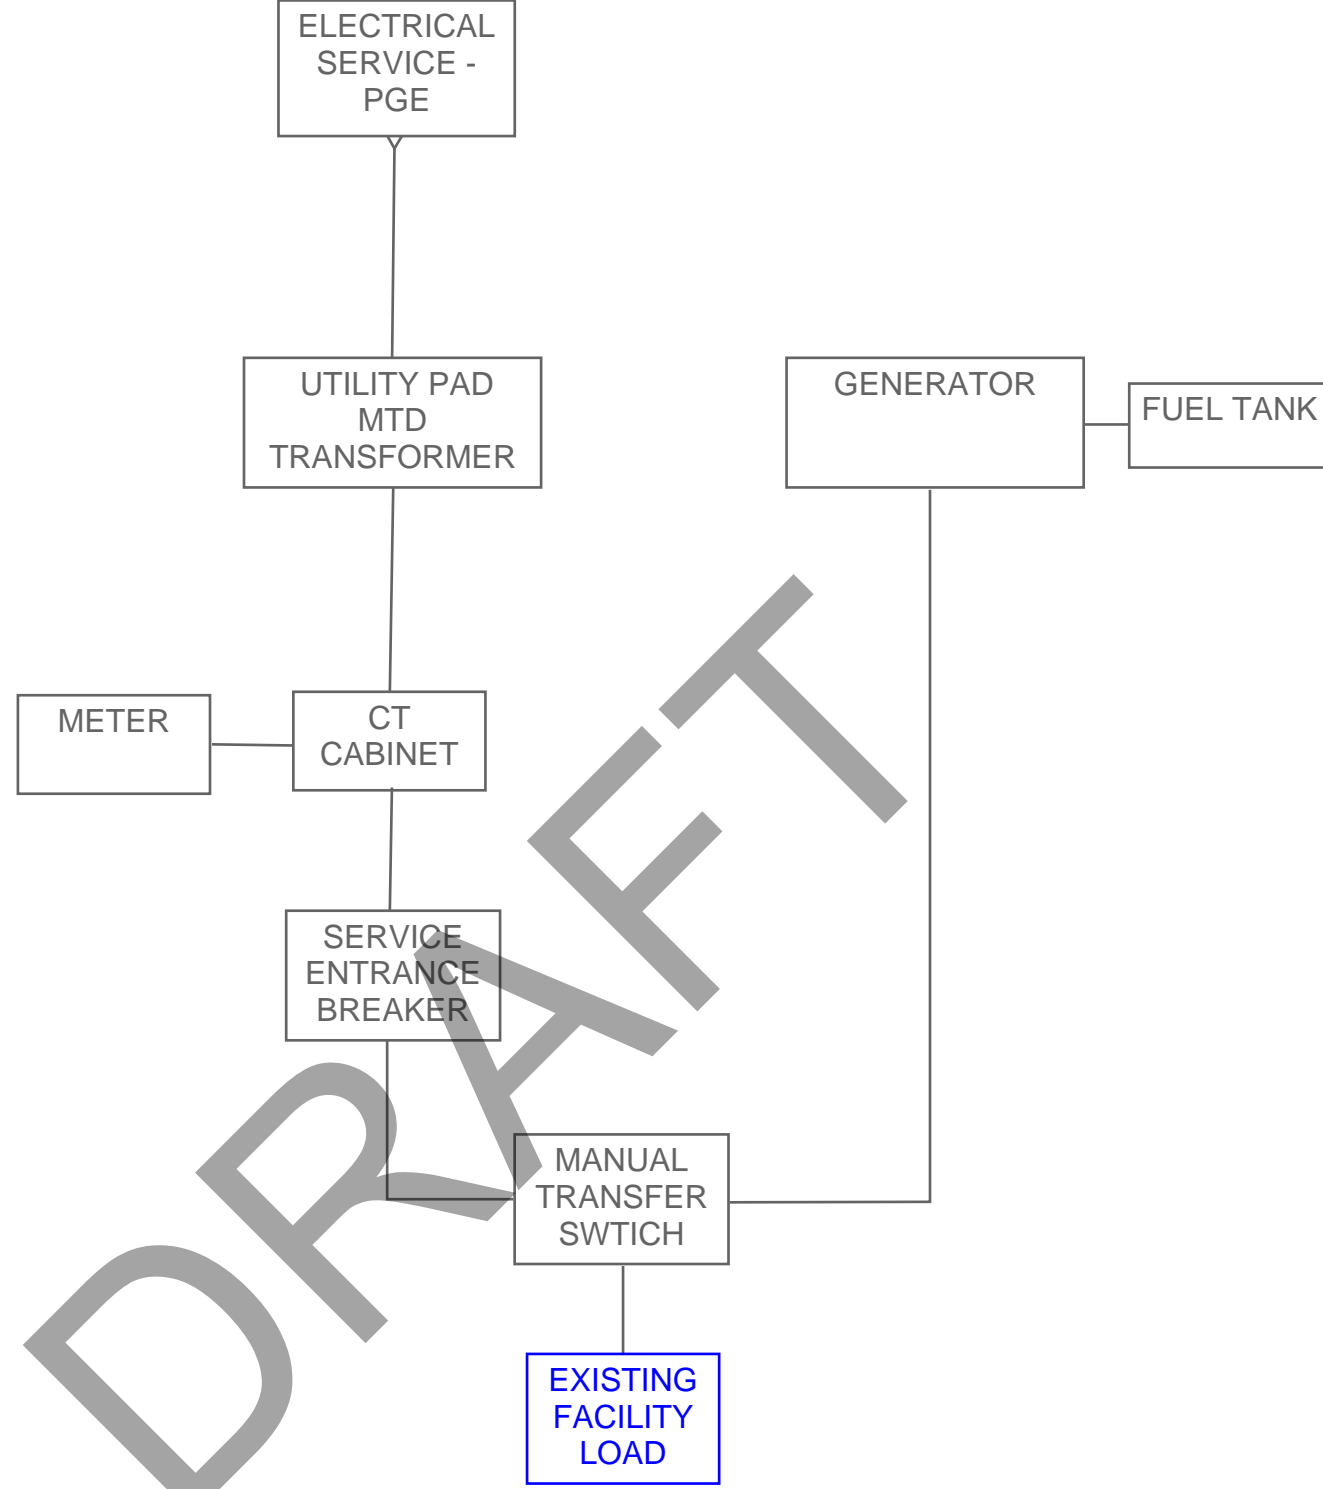 ELECTRICAL
SERVICE -
PGE
UTILITY PAD
MTD
TRANSFORMER
GENERATOR
FUEL TANK
METER
CT
CABINET
SERVICE
ENTRANCE
BREAKER
MANUAL
TRANSFER
SWTICH
EXISTING
FACILITY
LOAD
DRAFT